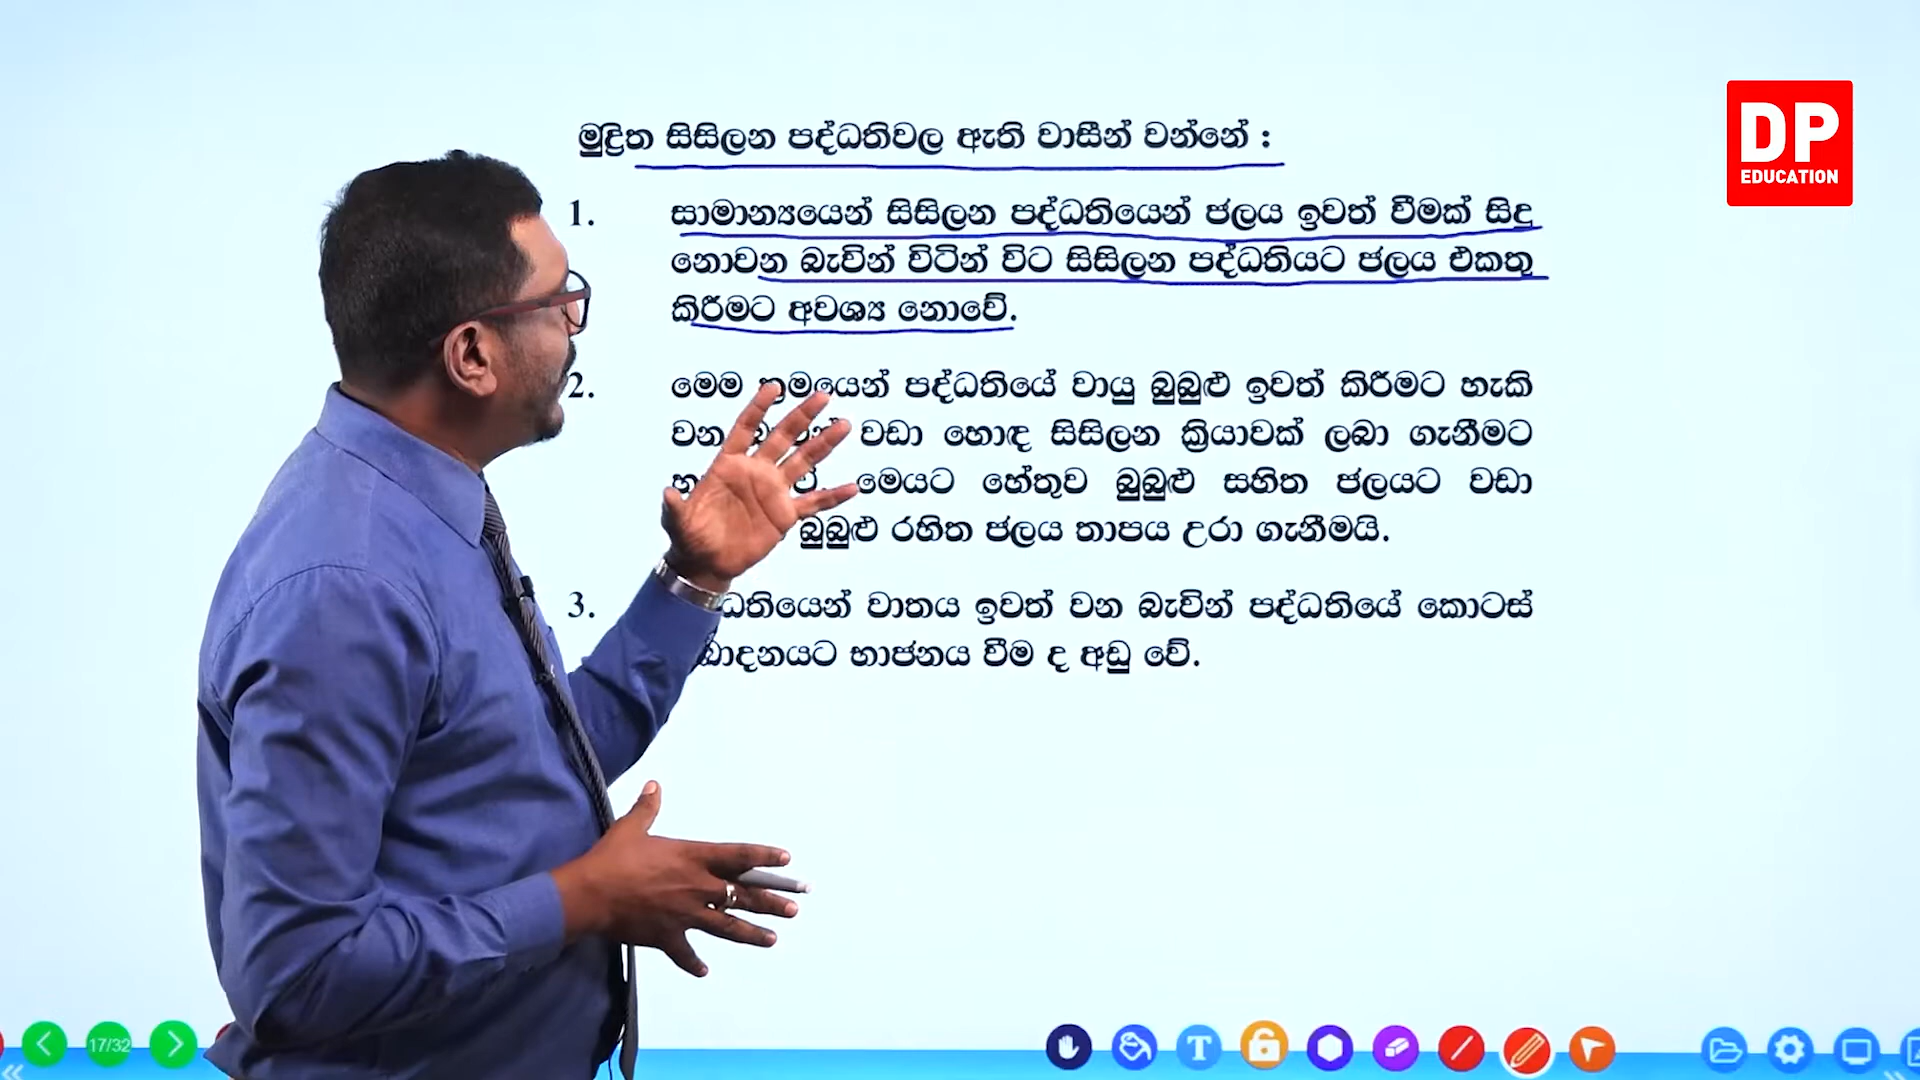 මුද්‍රිත සිසිලන පද්ධතිවල ඇති වාසීන් වන්නේ :
DP
EDUCATION
1. සාමාන්‍යයෙන් සිසිලන පද්ධතියෙන් ජලය ඉවත් වීමක් සිදු
නොවන බැවින් විටින් විට සිසිලන පද්ධතියට ජලය එකතු
කිරීමට අවශ්‍ය නොවේ.
2. මෙම ක්‍රමයෙන් පද්ධතියේ වායු බුබුළු ඉවත් කිරීමට හැකි
වන වඩා හොඳ සිසිලන ක්‍රියාවක් ලබා ගැනීමට
මෙයට හේතුව බුබුළු සහිත ජලයට වඩා
බුබුළු රහිත ජලය තාපය උරා ගැනීමයි.
3. වාතය ඉවත් වන බැවින් පද්ධතියේ කොටස්
භාජනය වීම ද අඩු වේ.
17/32
T